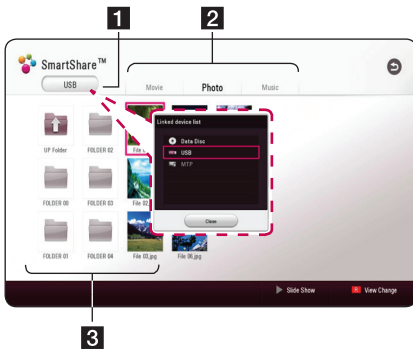 1
2
SmartShare™
USB
Movie
Photo
Music
Linked device list
Data Disc
USB
MTP
Close
UP Folder
FOLDER 02
FOLDER 00
FOLDER 03
File 02.jpg
FOLDER 01
FOLDER 04
File 03.jpg
File 08.jpg
Slide Show
R View Change
3